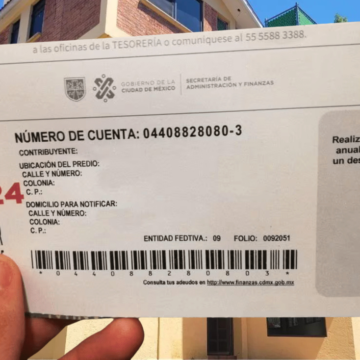 a las oficinas de la TESORERÍA o comuníquese al 55 5588 3388.
GOBIERNO DE LA
CIUDAD DE MÉXICO
SECRETARÍA DE
ADMINISTRACIÓN Y FINANZAS
NÚMERO DE CUENTA: 04408828080-3
CONTRIBUYENTE:
UBICACIÓN DEL PREDIO:
CALLE Y NÚMERO:
COLONIA:
C. P.:
24
DOMICILIO PARA NOTIFICAR:
CALLE Y NÚMERO:
COLONIA:
C. P.:
ENTIDAD FEDTIVA.: 09 FOLIO: 0092051
*044088280803*
Consulta tus adeudos en http://www.finanzas.cdmx.gob.mx
Realiz
anual
un des